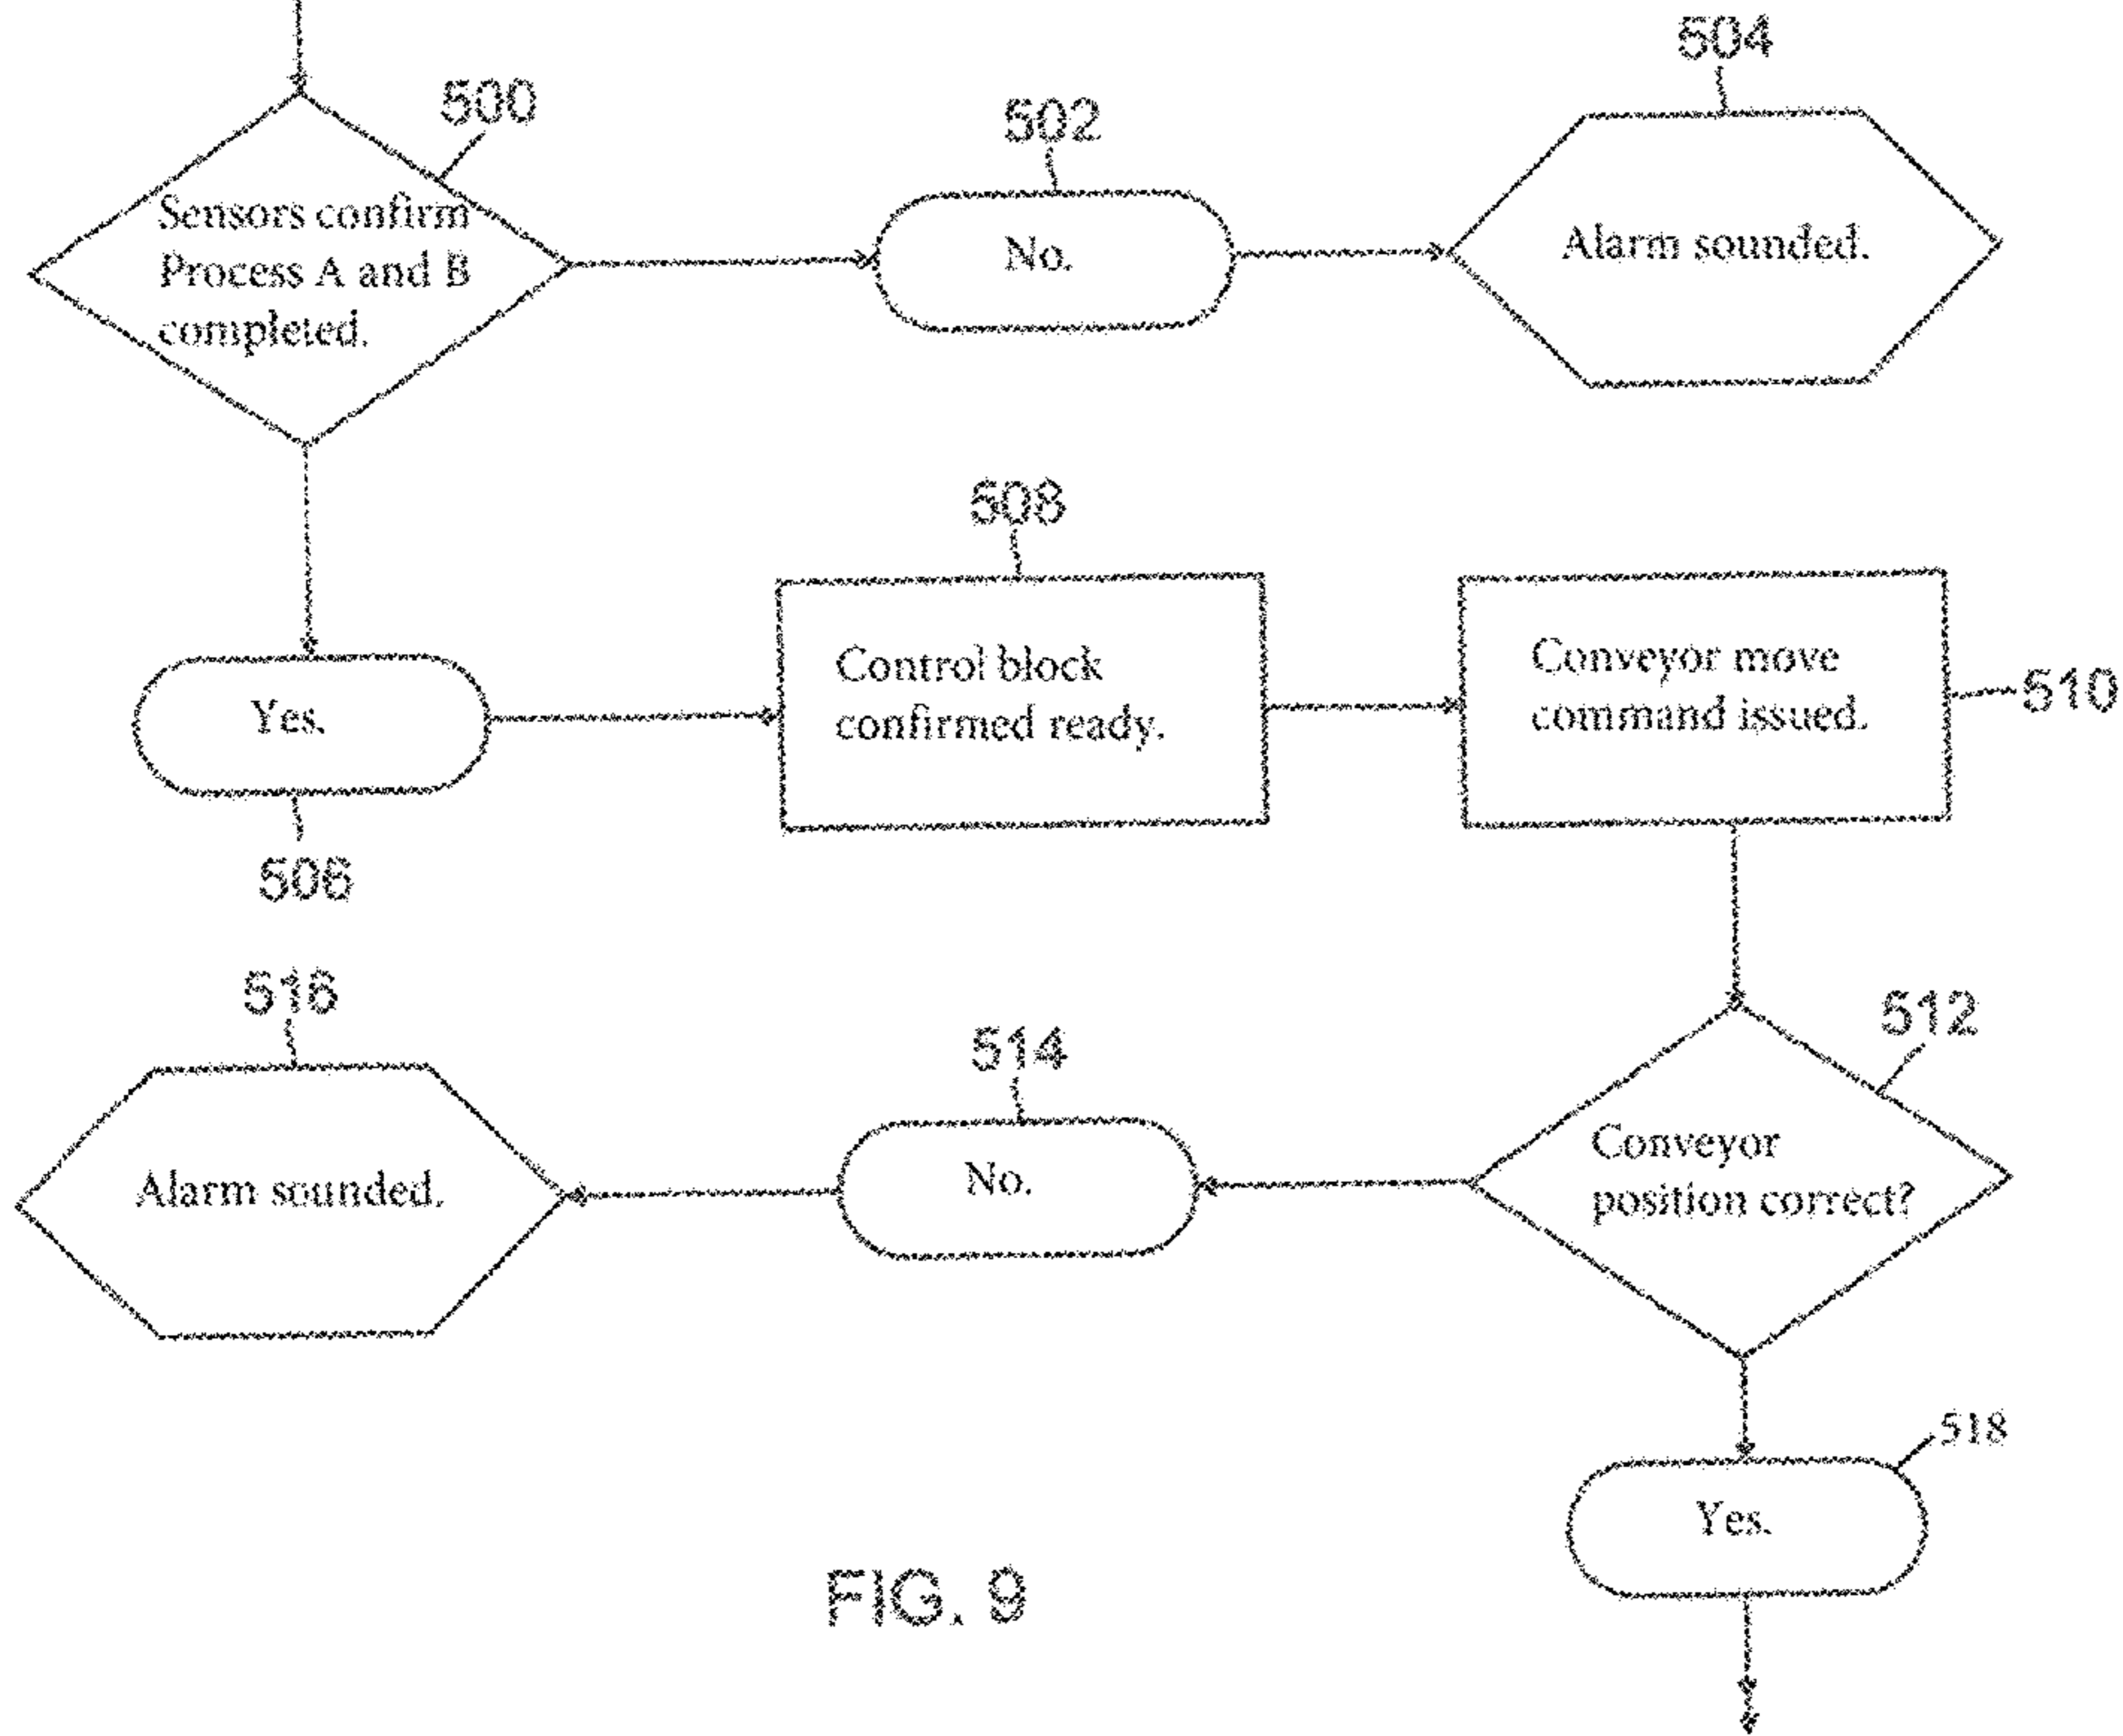 504
500
502
Sensors confirm
Process A and B
completed.
No.
Alarm sounded.
508
Control block
confirmed ready.
Conveyor move
command issued.
510
Yes.
506
516
514
512
Alarm sounded.
No.
Conveyor
position correct?
518
Yes.
FIG. 9